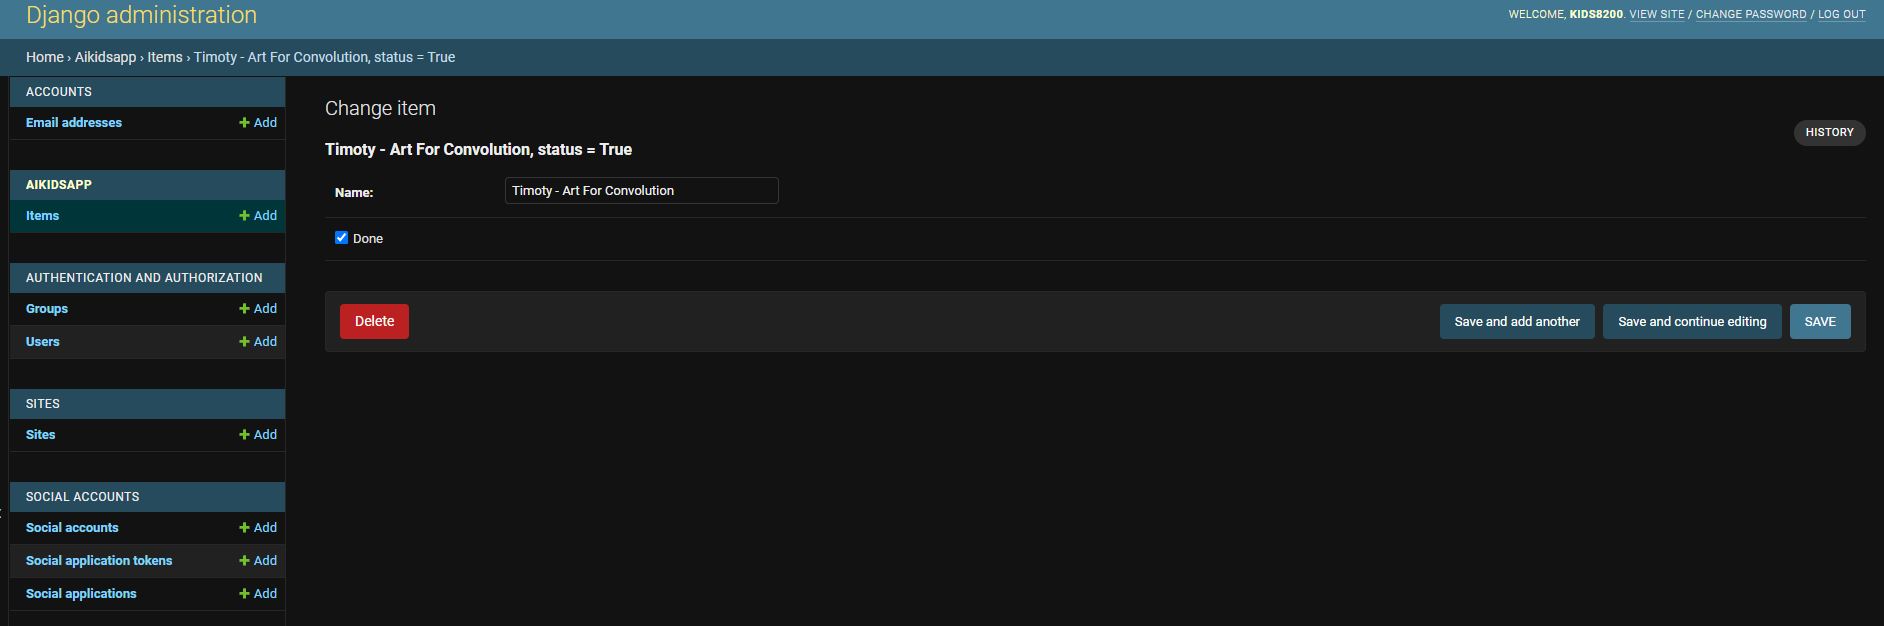 Django administration
WELCOME, KIDS8200. VIEW SITE / CHANGE PASSWORD / LOG OUT
Home › Aikidsapp › Items › Timoty - Art For Convolution, status = True
ACCOUNTS
Email addresses + Add
AIKIDSAPP
Items + Add
AUTHENTICATION AND AUTHORIZATION
Groups + Add
Users + Add
SITES
Sites + Add
SOCIAL ACCOUNTS
Social accounts + Add
Social application tokens + Add
Social applications + Add
Change item
HISTORY
Timoty - Art For Convolution, status = True
Name: Timoty - Art For Convolution
Done
Delete Save and add another Save and continue editing SAVE